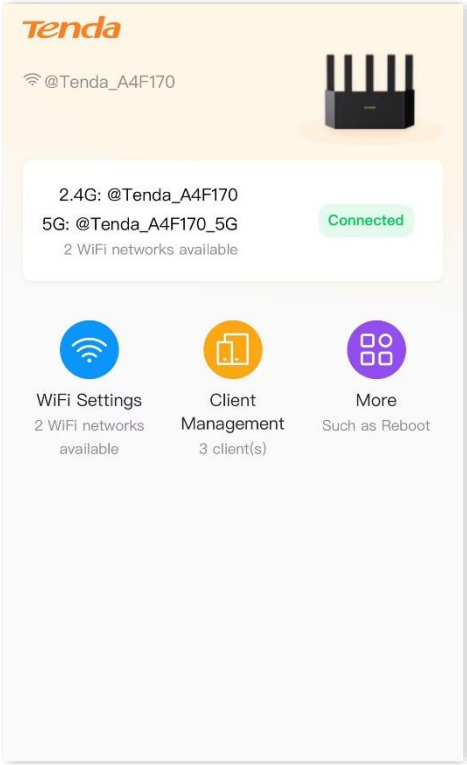 Tenda
@Tenda_A4F170
2.4G: @Tenda_A4F170
5G: @Tenda_A4F170_5G
2 WiFi networks available
Connected
WiFi Settings
2 WiFi networks
available
Client
Management
3 client(s)
More
Such as Reboot